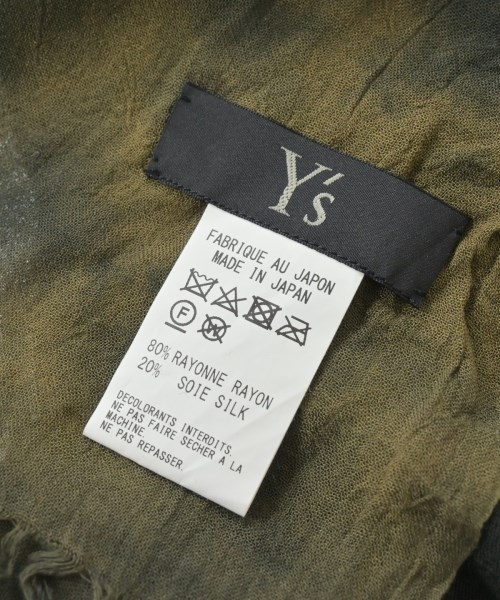 Y's
FABRIQUE AU JAPON
MADE IN JAPAN
F
W
80% RAYONNE RAYON
20% SOIE SILK
DECOLORANTS INTERDITS.
NE PAS FAIRE SECHER A LA
MACHINE.
NE PAS REPASSER.